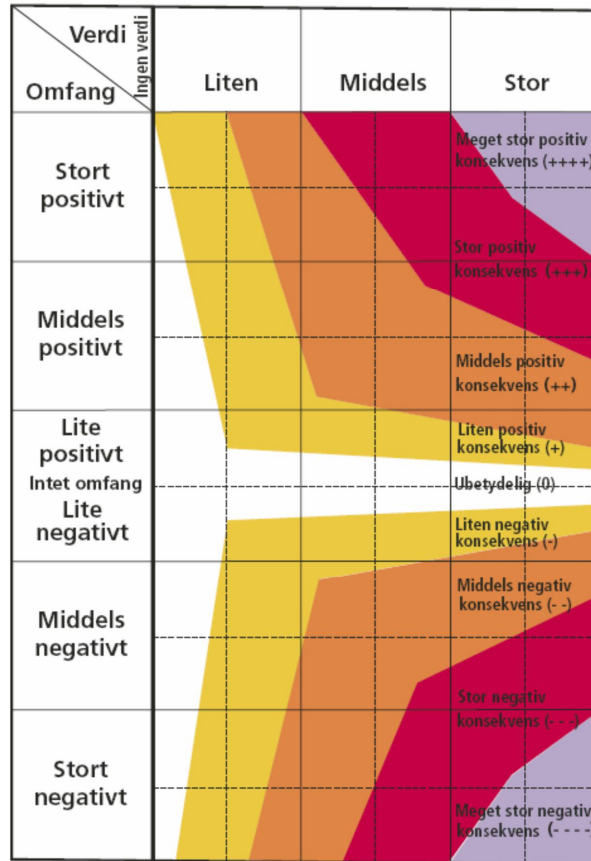 Verdi
Ingen verdi
Omfang
Liten
Middels
Stor
Stort
positivt
Meget stor positiv
konsekvens (++++)
Stor positiv
konsekvens (+++)
Middels
positivt
Middels positiv
konsekvens (++)
Lite
positivt
Liten positiv
konsekvens (+)
Intet omfang
Ubetydelig (0)
Lite
negativt
Liten negativ
konsekvens (-)
Middels
negativt
Middels negativ
konsekvens (- -)
Stor negativ
konsekvens (- - -)
Stort
negativt
Meget stor negativ
konsekvens (- - - -)